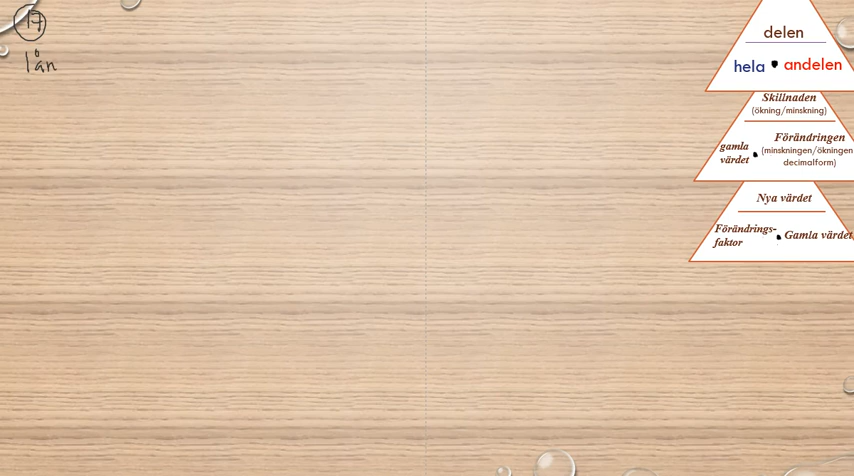 17
lån
delen
hela • andelen
Skillnaden
(ökning/minskning)
Förändringen
(minskningen/ökningen
decimalform)
gamla
värdet
Nya värdet
Förändrings-
faktor
Gamla värdet